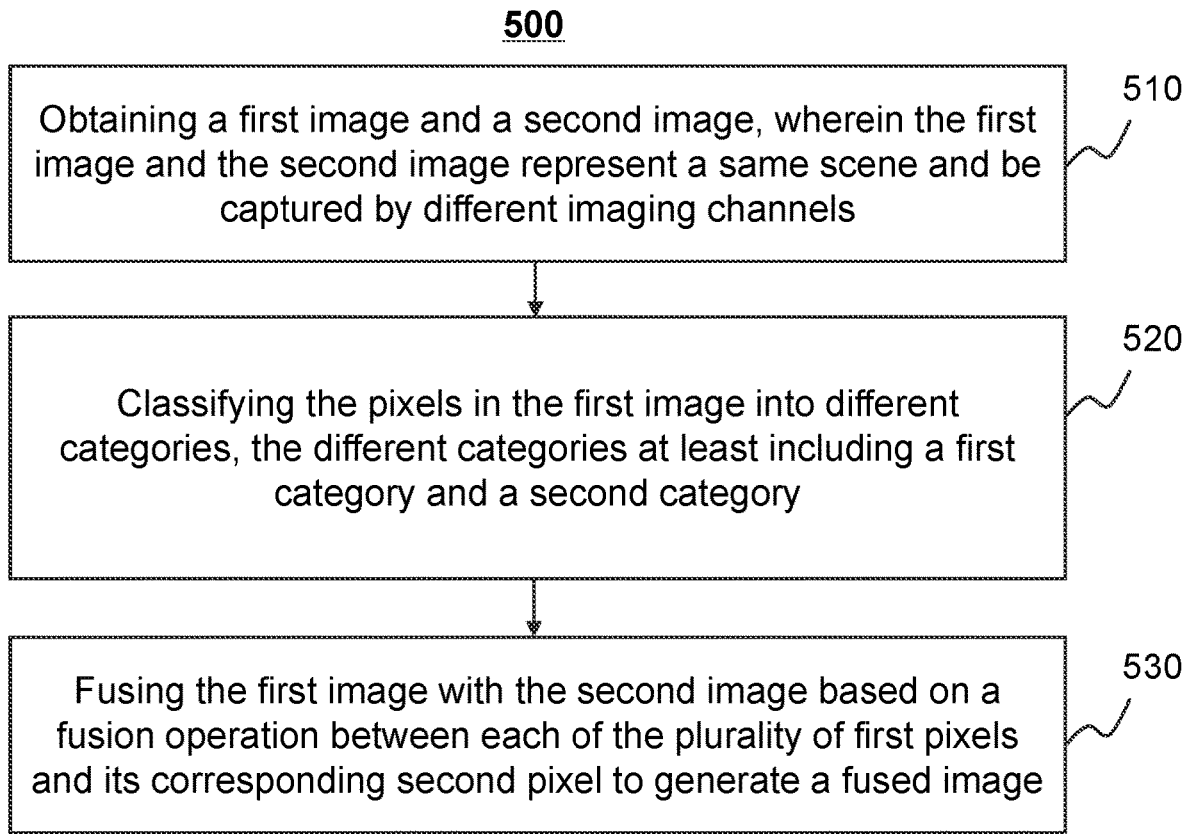 500
Obtaining a first image and a second image, wherein the first
image and the second image represent a same scene and be
captured by different imaging channels
510
Classifying the pixels in the first image into different
categories, the different categories at least including a first
category and a second category
520
Fusing the first image with the second image based on a
fusion operation between each of the plurality of first pixels
and its corresponding second pixel to generate a fused image
530